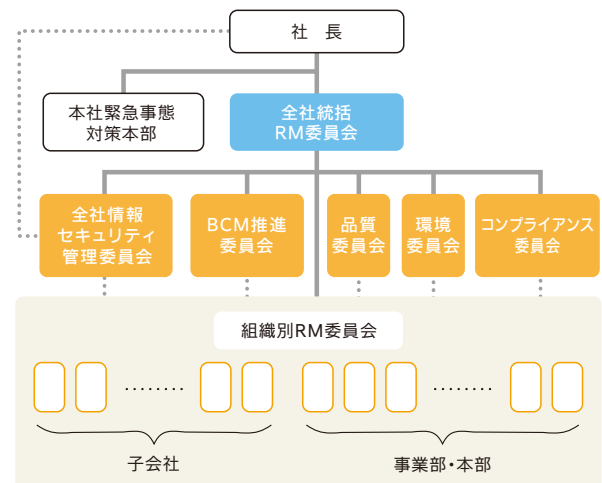 社　長
本社緊急事態
対策本部
全社統括
RM委員会
全社情報
セキュリティ
管理委員会
BCM推進
委員会
品質
委員会
環境
委員会
コンプライアンス
委員会
組織別RM委員会
………
………
子会社
事業部・本部